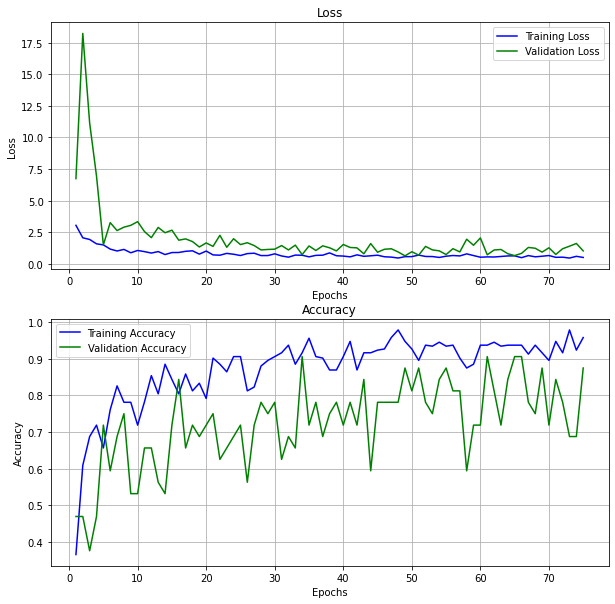 Loss
Training Loss
Validation Loss
17.5
15.0
12.5
10.0
7.5
5.0
2.5
0.0
Loss
0 10 20 30 40 50 60 70
Epochs
Accuracy
Training Accuracy
Validation Accuracy
1.0
0.9
0.8
0.7
0.6
0.5
0.4
Accuracy
0 10 20 30 40 50 60 70
Epochs